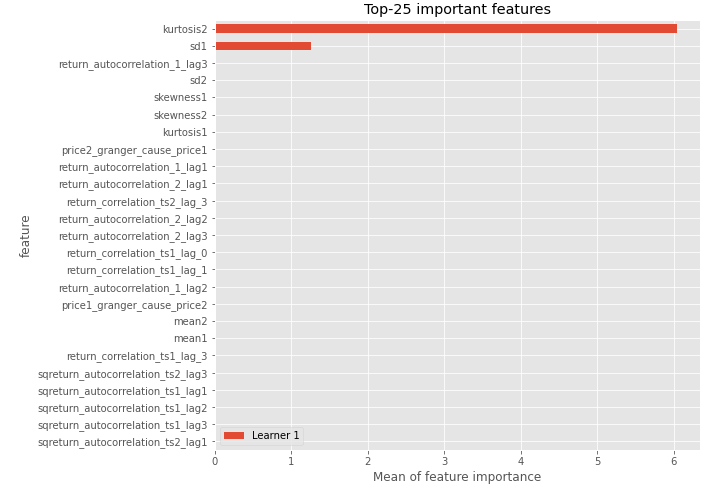 Top-25 important features
kurtosis2
sd1
return_autocorrelation_1_lag3
sd2
skewness1
skewness2
kurtosis1
price2_granger_cause_price1
return_autocorrelation_1_lag1
return_autocorrelation_2_lag1
return_correlation_ts2_lag_3
return_autocorrelation_2_lag2
return_autocorrelation_2_lag3
return_correlation_ts1_lag_0
return_correlation_ts1_lag_1
return_autocorrelation_1_lag2
price1_granger_cause_price2
mean2
mean1
return_correlation_ts1_lag_3
sqreturn_autocorrelation_ts2_lag3
sqreturn_autocorrelation_ts1_lag1
sqreturn_autocorrelation_ts1_lag2
sqreturn_autocorrelation_ts1_lag3
sqreturn_autocorrelation_ts2_lag1
feature
Learner 1
0 1 2 3 4 5 6
Mean of feature importance